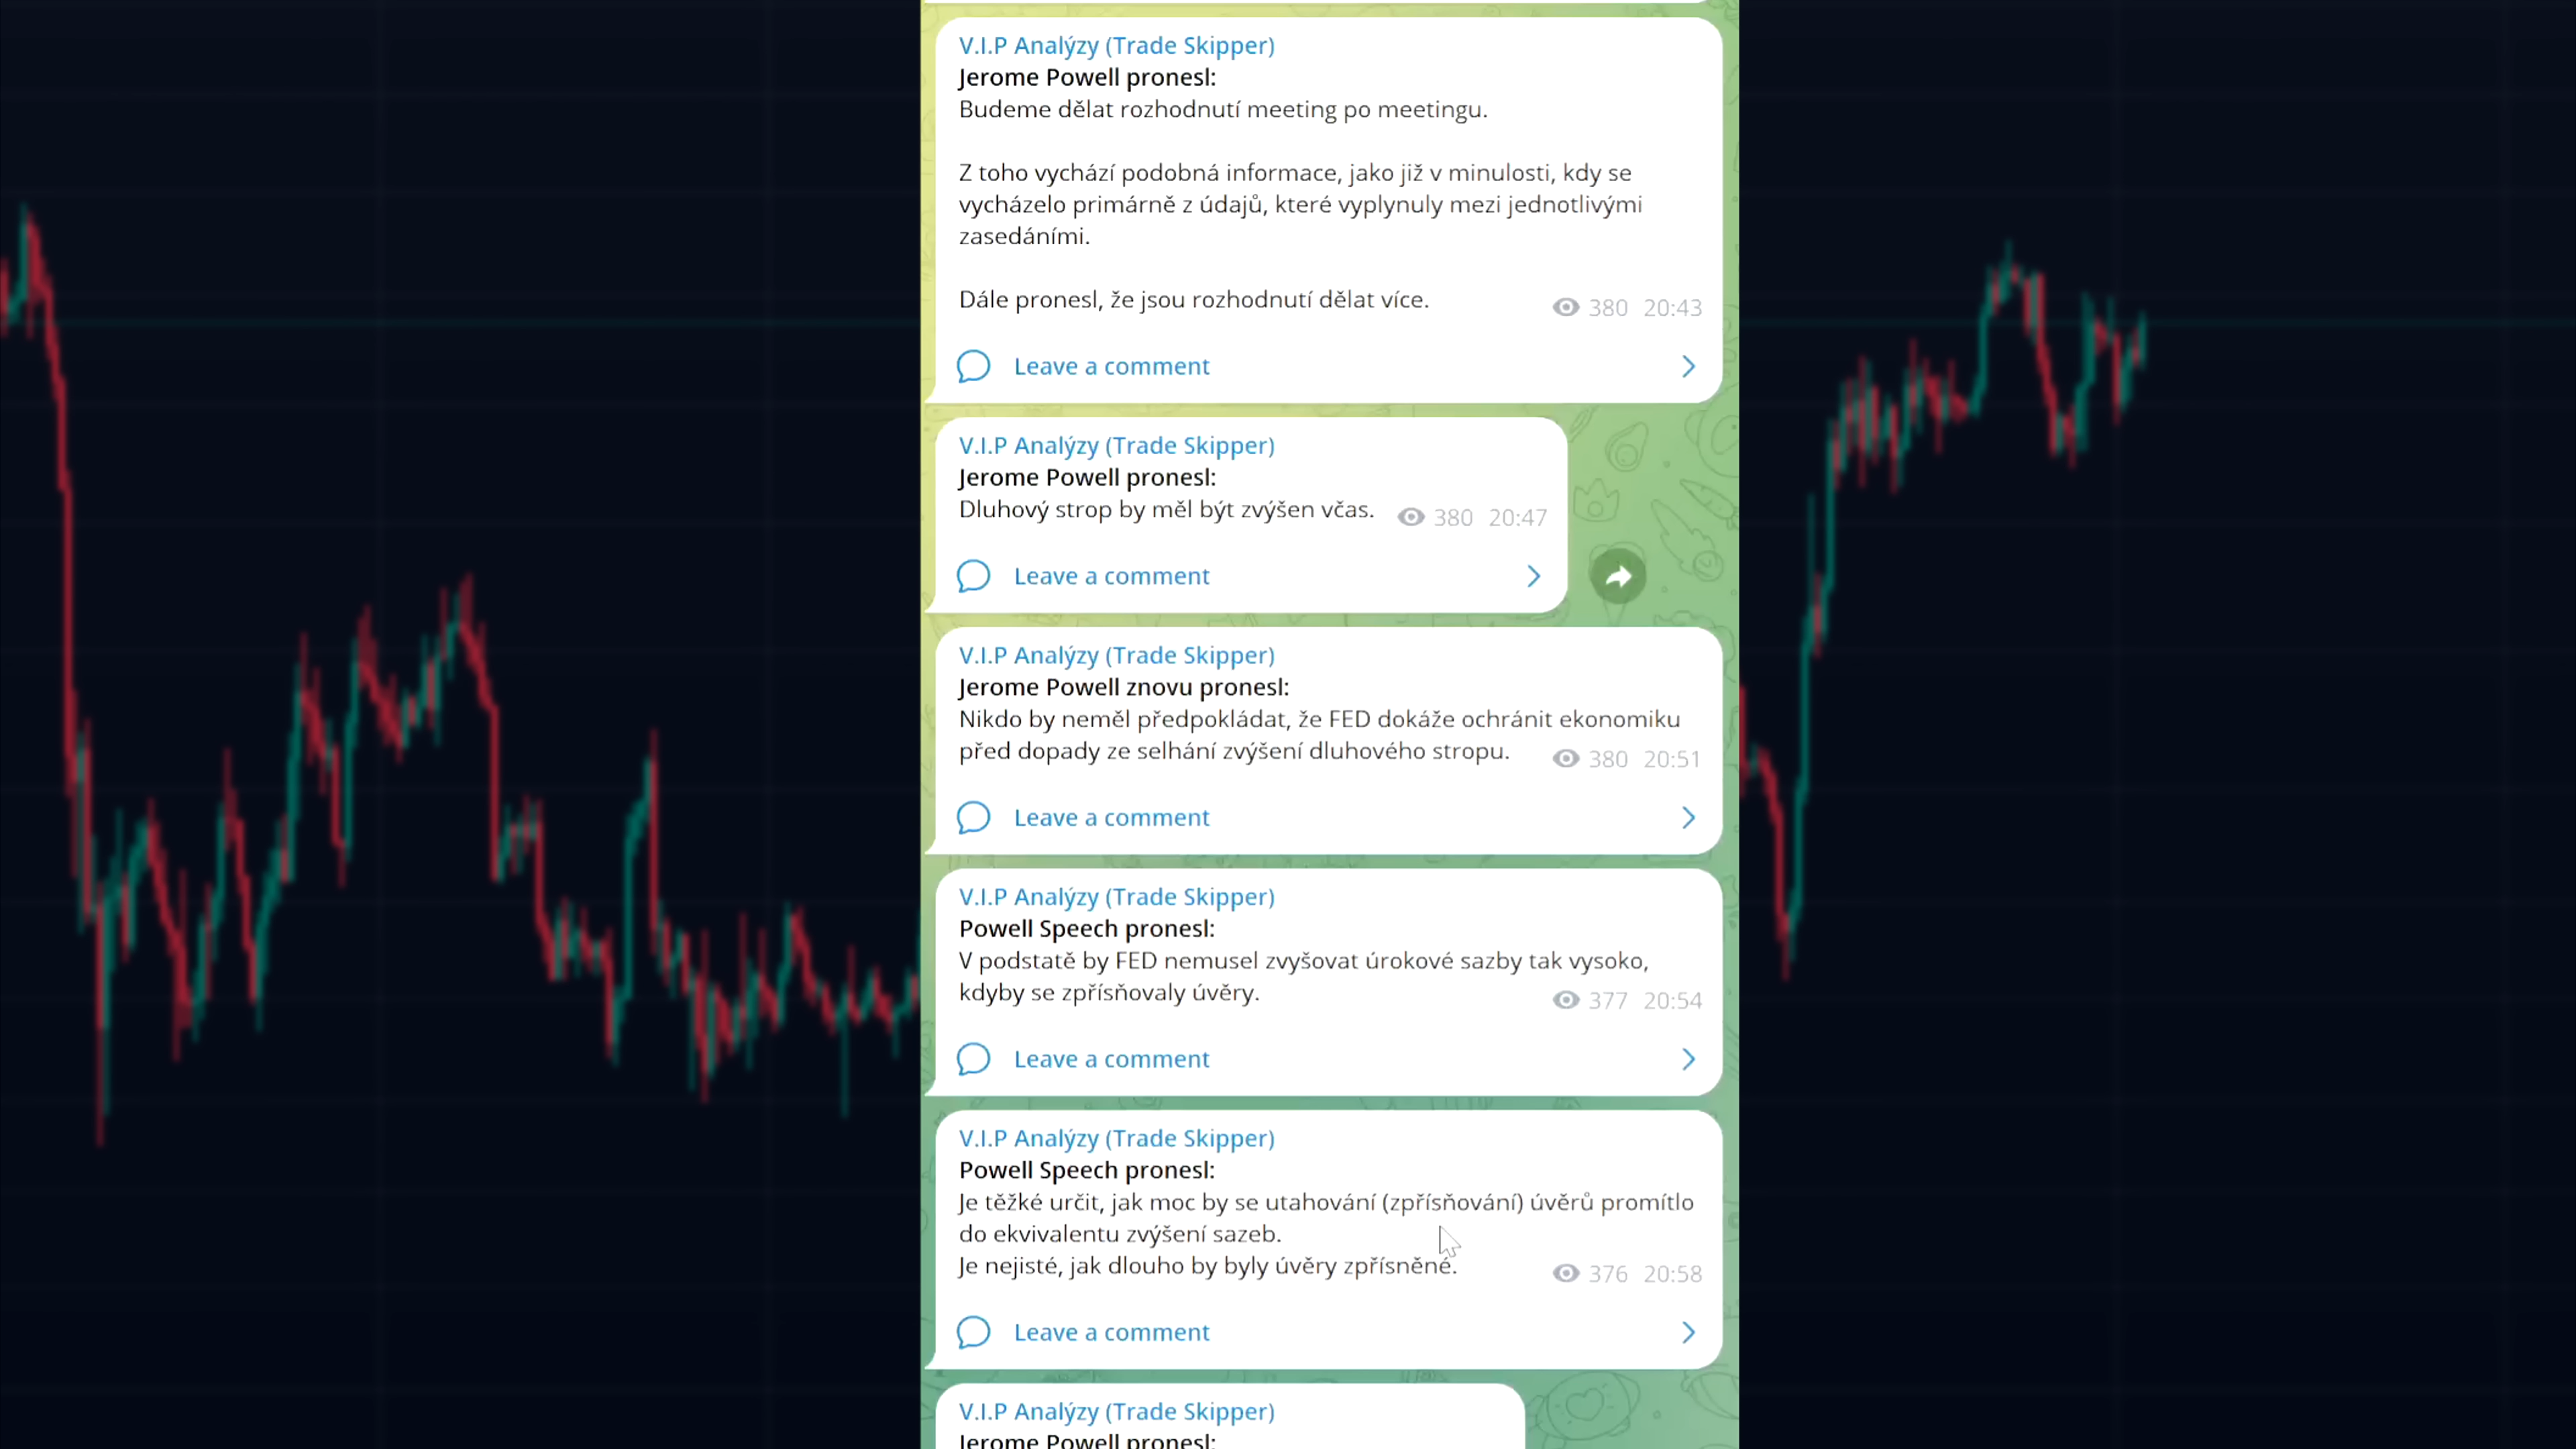 V.I.P Analýzy (Trade Skipper)
Jerome Powell pronesl:
Budeme dělat rozhodnutí meeting po meetingu.
Z toho vychází podobná informace, jako již v minulosti, kdy se
vycházelo primárně z údajů, které vyplynuly mezi jednotlivými
zasedáními.
Dále pronesl, že jsou rozhodnutí dělat více.
380 20:43
Leave a comment
V.I.P Analýzy (Trade Skipper)
Jerome Powell pronesl:
Dluhový strop by měl být zvýšen včas.
380 20:47
Leave a comment
V.I.P Analýzy (Trade Skipper)
Jerome Powell znovu pronesl:
Nikdo by neměl předpokládat, že FED dokáže ochránit ekonomiku
před dopady ze selhání zvýšení dluhového stropu.
380 20:51
Leave a comment
V.I.P Analýzy (Trade Skipper)
Powell Speech pronesl:
V podstatě by FED nemusel zvyšovat úrokové sazby tak vysoko,
kdyby se zpřísňovaly úvěry.
377 20:54
Leave a comment
V.I.P Analýzy (Trade Skipper)
Powell Speech pronesl:
Je těžké určit, jak moc by se utahování (zpřísňování) úvěrů promítlo
do ekvivalentu zvýšení sazeb.
Je nejisté, jak dlouho by byly úvěry zpřísněné.
376 20:58
Leave a comment
V.I.P Analýzy (Trade Skipper)
Jerome Powell pronesl: